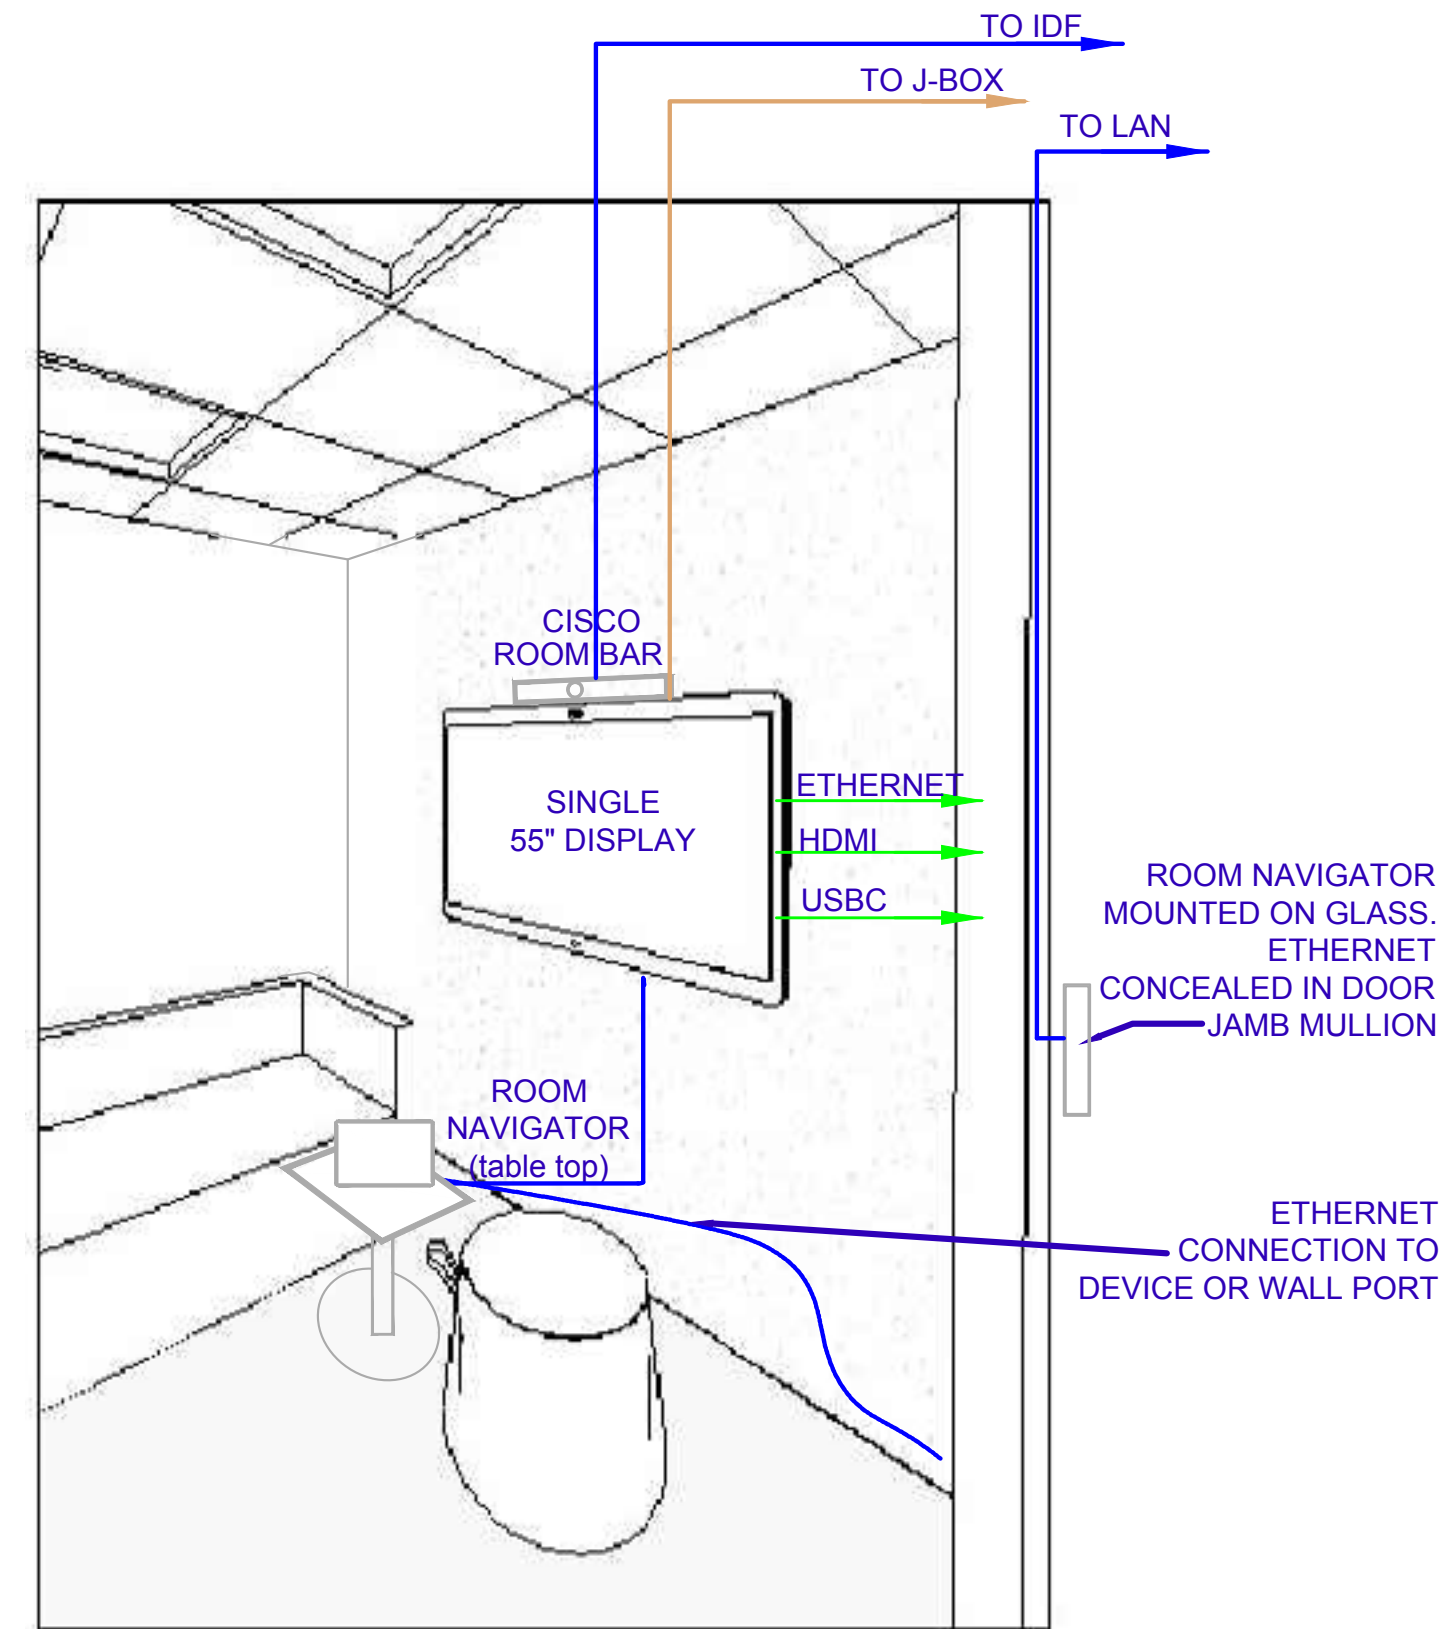 TO IDF
TO J-BOX
TO LAN
CISCO
ROOM BAR
SINGLE
55" DISPLAY
ETHERNET
HDMI
USBC
ROOM NAVIGATOR
MOUNTED ON GLASS.
ETHERNET
CONCEALED IN DOOR
JAMB MULLION
ROOM
NAVIGATOR
(table top)
ETHERNET
CONNECTION TO
DEVICE OR WALL PORT